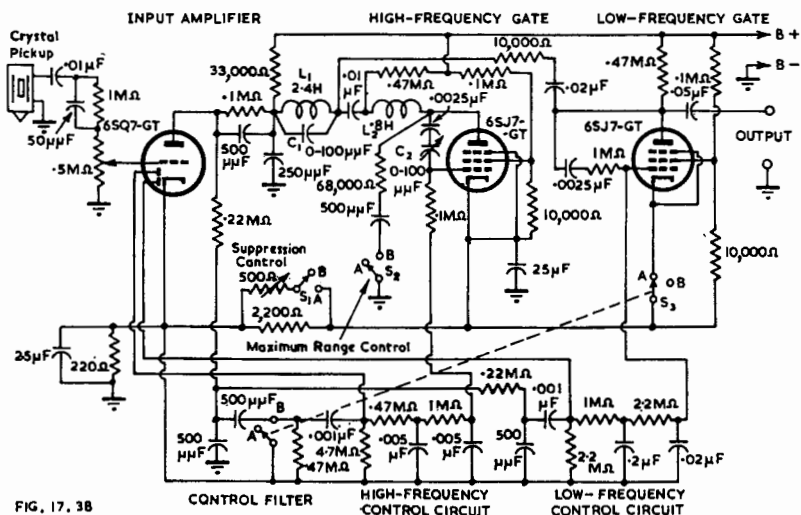 INPUT AMPLIFIER
HIGH-FREQUENCY GATE
LOW-FREQUENCY GATE
Crystal
Pickup
.01µF
1MΩ
50µµF
.5MΩ
6SQ7-GT
33,000Ω
.1MΩ
500
µµF
250µµF
L₁
2·4H
C₁
0-100µµF
.01
µF
.47MΩ
.1MΩ
L₂
.8H
.0025µF
C₂
0-100
µµF
68,000Ω
500µµF
6SJ7-
-GT
10,000Ω
.02µF
.47MΩ
.1MΩ
.05µF
B +
B -
6SJ7-GT
OUTPUT
1MΩ
.0025µF
10,000Ω
10,000Ω
.1MΩ
.22MΩ
25µF
Suppression
Control
500Ω
B
S₁
A
B
A
S₂
2,200Ω
Maximum Range Control
A
B
S₃
25µF
220Ω
500µµF
B
A
500
µµF
.001µF
4.7MΩ
.47MΩ
.47MΩ
1MΩ
.005
µF
.005
µF
.22MΩ
500
µµF
.001
µF
1MΩ
2.2MΩ
2.2
MΩ
.2µF
.02µF
CONTROL FILTER
HIGH-FREQUENCY
CONTROL CIRCUIT
LOW-FREQUENCY
CONTROL CIRCUIT
FIG. 17. 38